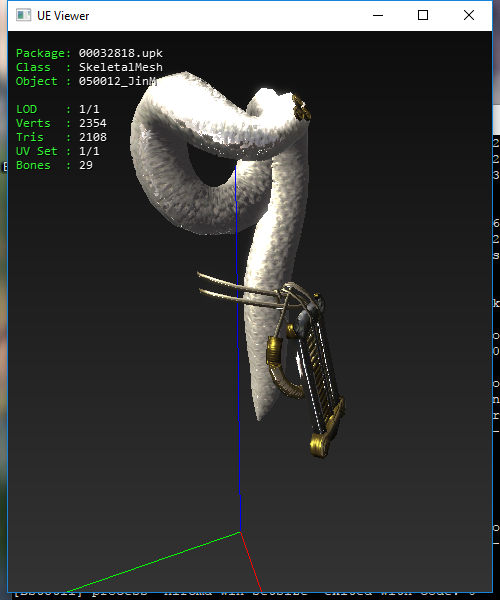 UE Viewer
Package: 00032818.upk
Class : SkeletalMesh
Object : 050012_JinM
LOD : 1/1
Verts : 2354
Tris : 2108
UV Set : 1/1
Bones : 29